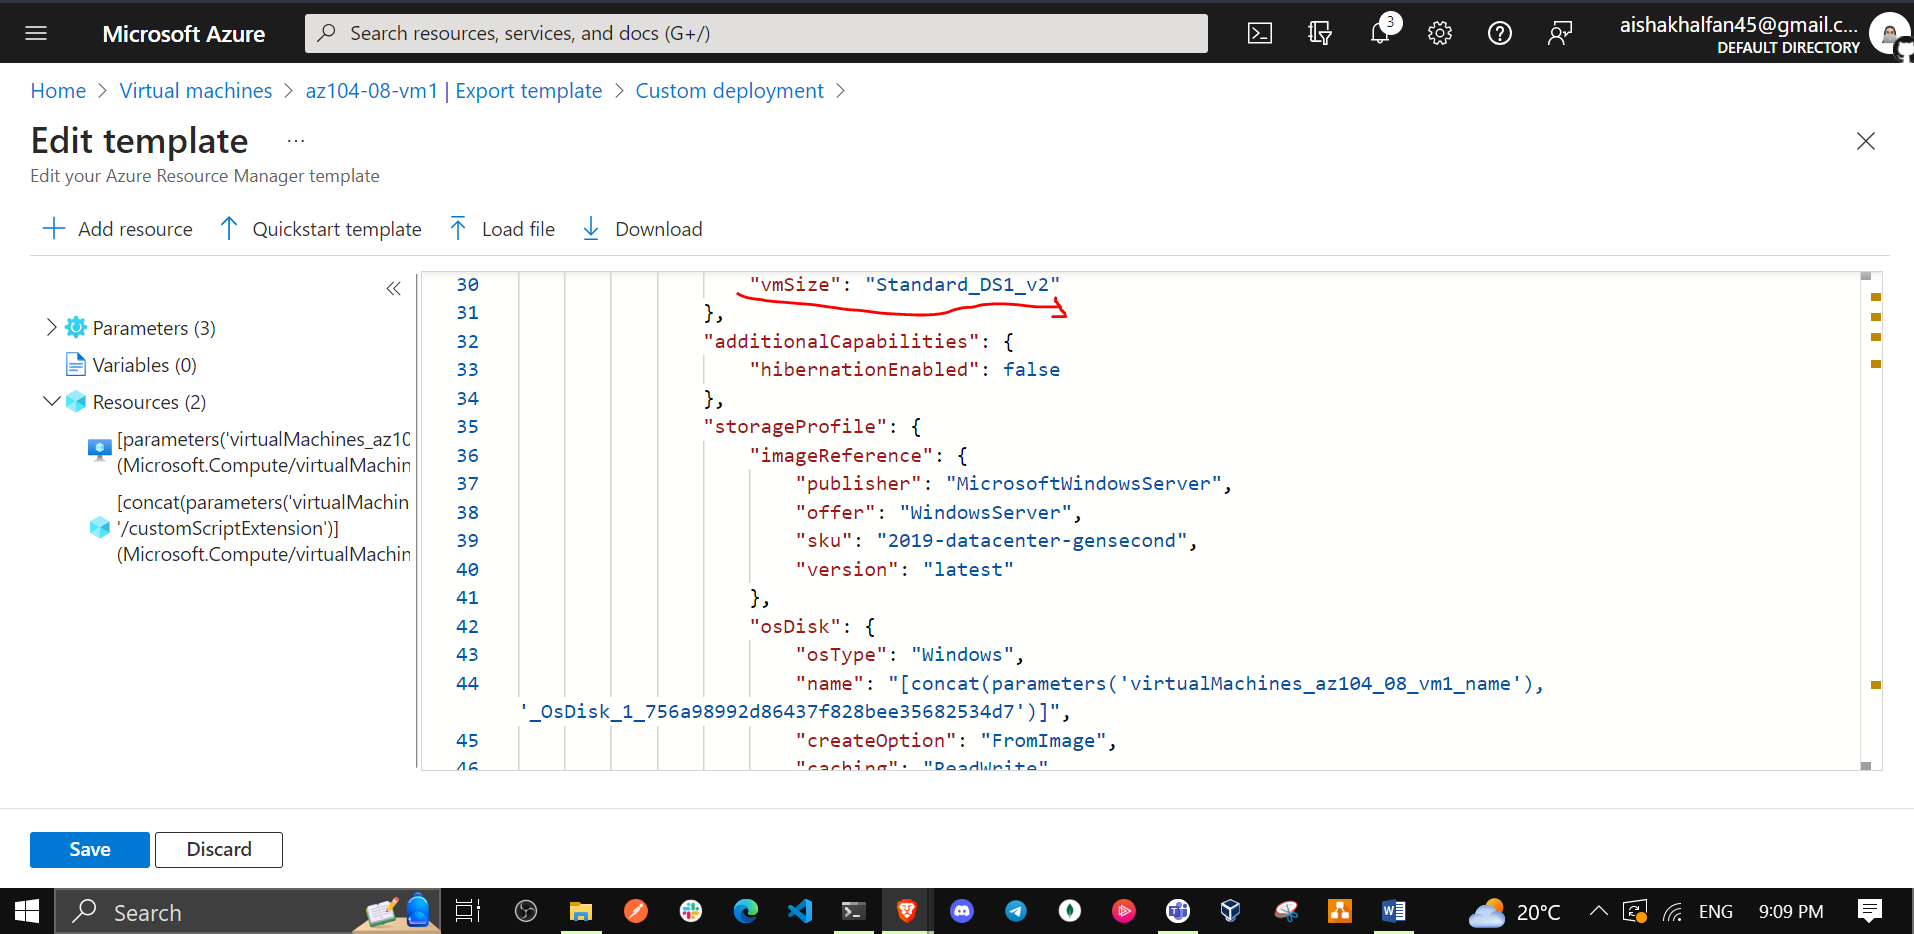 Microsoft Azure
Search resources, services, and docs (G+/)
3
aishakhalfan45@gmail.c...
DEFAULT DIRECTORY
Home > Virtual machines > az104-08-vm1 | Export template > Custom deployment >
Edit template ...
Edit your Azure Resource Manager template
Add resource
Quickstart template
Load file
Download
Parameters (3)
Variables (0)
Resources (2)
[parameters('virtualMachines_az10
(Microsoft.Compute/virtualMachin
[concat(parameters('virtualMachin
'/customScriptExtension')]
(Microsoft.Compute/virtualMachin
30 "vmSize": "Standard_DS1_v2"
31 },
32 "additionalCapabilities": {
33 "hibernationEnabled": false
34 },
35 "storageProfile": {
36 "imageReference": {
37 "publisher": "MicrosoftWindowsServer",
38 "offer": "WindowsServer",
39 "sku": "2019-datacenter-gensecond",
40 "version": "latest"
41 },
42 "osDisk": {
43 "osType": "Windows",
44 "name": "[concat(parameters('virtualMachines_az104_08_vm1_name'),
'_OsDisk_1_756a98992d86437f828bee35682534d7')]",
45 "createOption": "FromImage",
46 "caching": "ReadWrite"
Save
Discard
Search
20°C
ENG
9:09 PM